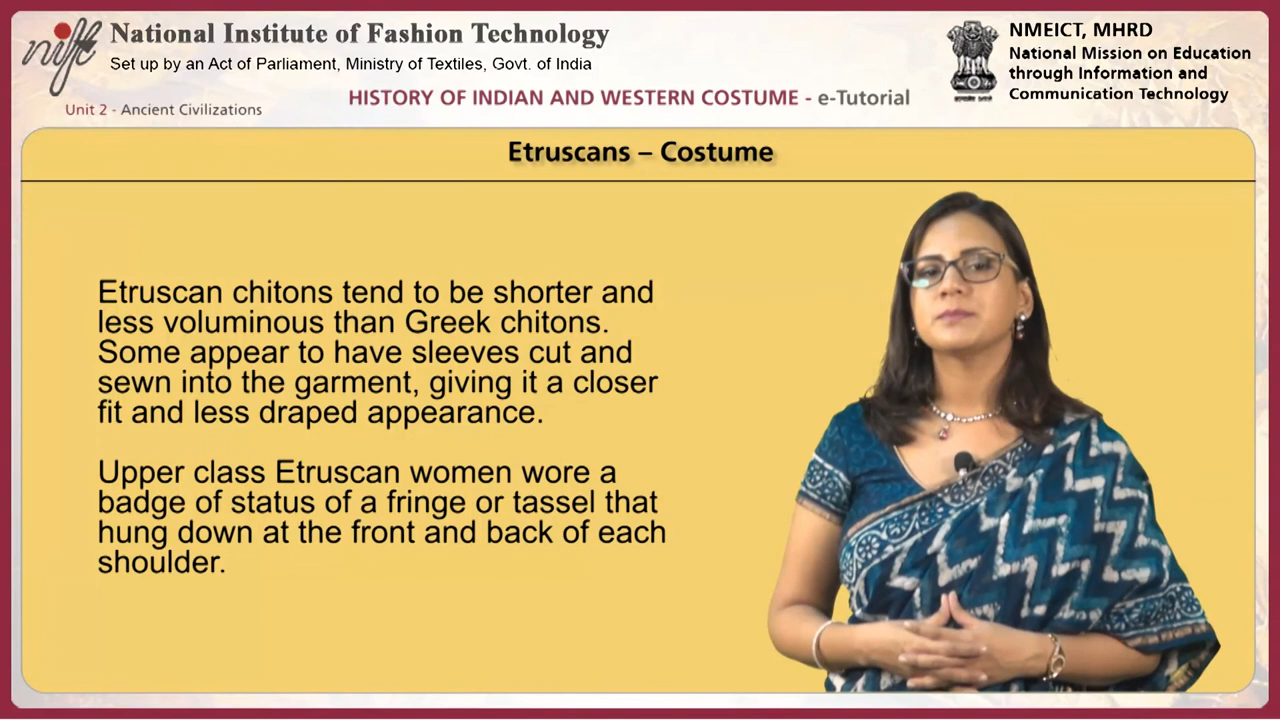 nift
National Institute of Fashion Technology
Set up by an Act of Parliament, Ministry of Textiles, Govt. of India
NMEICT, MHRD
National Mission on Education
through Information and
Communication Technology
HISTORY OF INDIAN AND WESTERN COSTUME - e-Tutorial
Unit 2 - Ancient Civilizations
Etruscans – Costume
Etruscan chitons tend to be shorter and
less voluminous than Greek chitons.
Some appear to have sleeves cut and
sewn into the garment, giving it a closer
fit and less draped appearance.
Upper class Etruscan women wore a
badge of status of a fringe or tassel that
hung down at the front and back of each
shoulder.